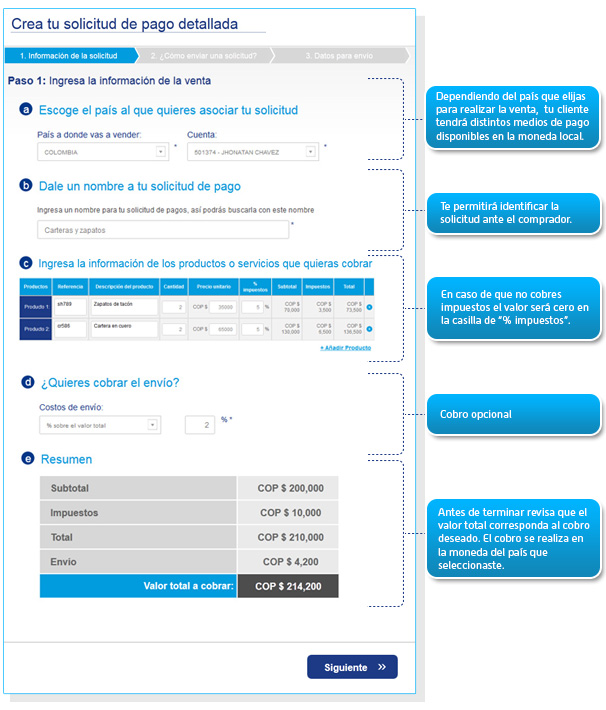 Crea tu solicitud de pago detallada
1. Información de la solicitud
2. ¿Cómo enviar una solicitud?
3. Datos para envío
Paso 1: Ingresa la información de la venta
a Escoge el país al que quieres asociar tu solicitud
País a donde vas a vender:
Cuenta:
COLOMBIA
*
501374 - JHONATAN CHAVEZ
*
Dependiendo del país que elijas
para realizar la venta, tu cliente
tendrá distintos medios de pago
disponibles en la moneda local.
b Dale un nombre a tu solicitud de pago
Ingresa un nombre para tu solicitud de pagos, así podrás buscarla con este nombre
Carteras y zapatos
*
Te permitirá identificar la
solicitud ante el comprador.
c Ingresa la información de los productos o servicios que quieras cobrar
Productos Referencia Descripción del producto Cantidad Precio unitario % impuestos Subtotal Impuestos Total
Producto 1 sh789 Zapatos de tacón 2 COP $ 35000 5 % COP $ 70,000 COP $ 3,500 COP $ 73,500
Producto 2 cr586 Cartera en cuero 2 COP $ 65000 5 % COP $ 130,000 COP $ 6,500 COP $ 136,500
+ Añadir Producto
En caso de que no cobres
impuestos el valor será cero en
la casilla de "% impuestos".
d ¿Quieres cobrar el envío?
Costos de envío:
% sobre el valor total
2
% *
Cobro opcional
e Resumen
Subtotal COP $ 200,000
Impuestos COP $ 10,000
Total COP $ 210,000
Envío COP $ 4,200
Valor total a cobrar: COP $ 214,200
Antes de terminar revisa que el
valor total corresponda al cobro
deseado. El cobro se realiza en
la moneda del país que
seleccionaste.
Siguiente »